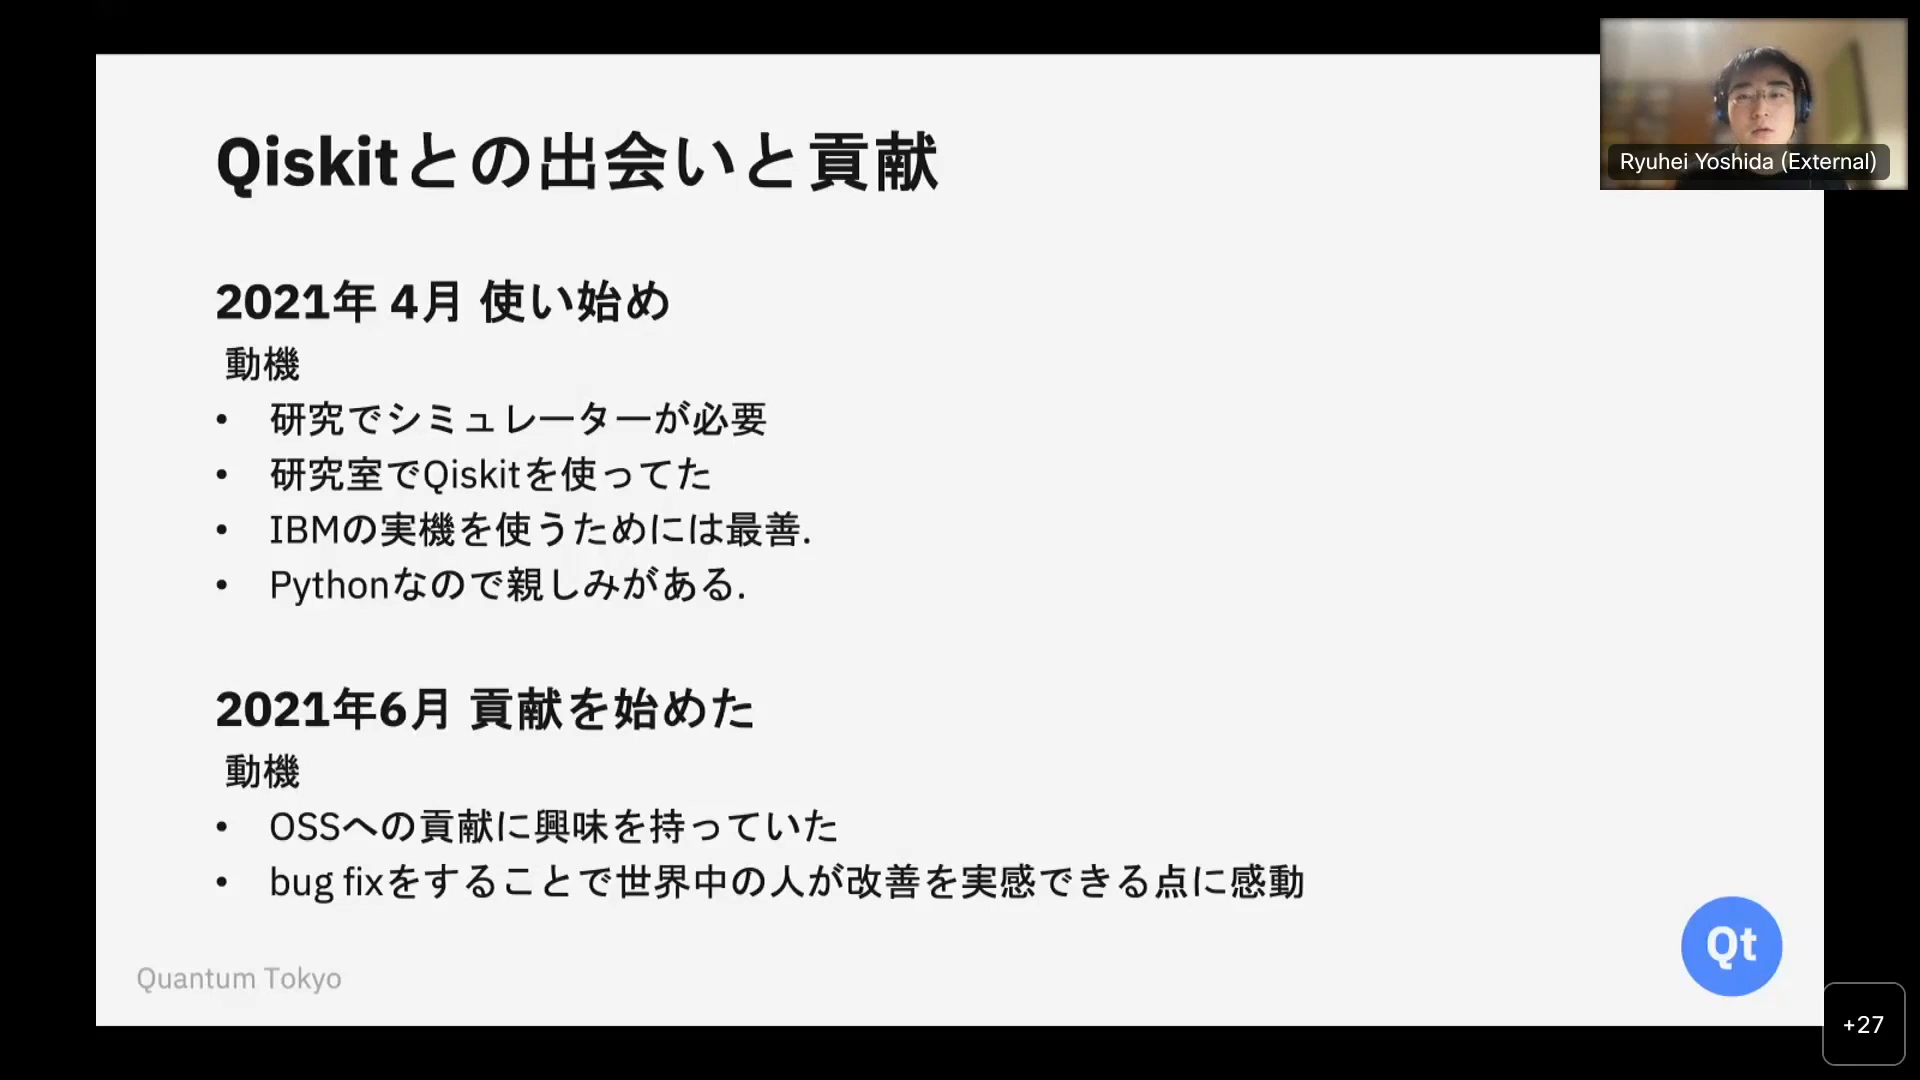 Qiskitとの出会いと貢献
2021年 4月 使い始め
動機
• 研究でシミュレーターが必要
• 研究室でQiskitを使ってた
• IBMの実機を使うためには最善.
• Pythonなので親しみがある.
2021年6月 貢献を始めた
動機
• OSSへの貢献に興味を持っていた
• bug fixをすることで世界中の人が改善を実感できる点に感動
Quantum Tokyo
Qt
Ryuhei Yoshida (External)
+27